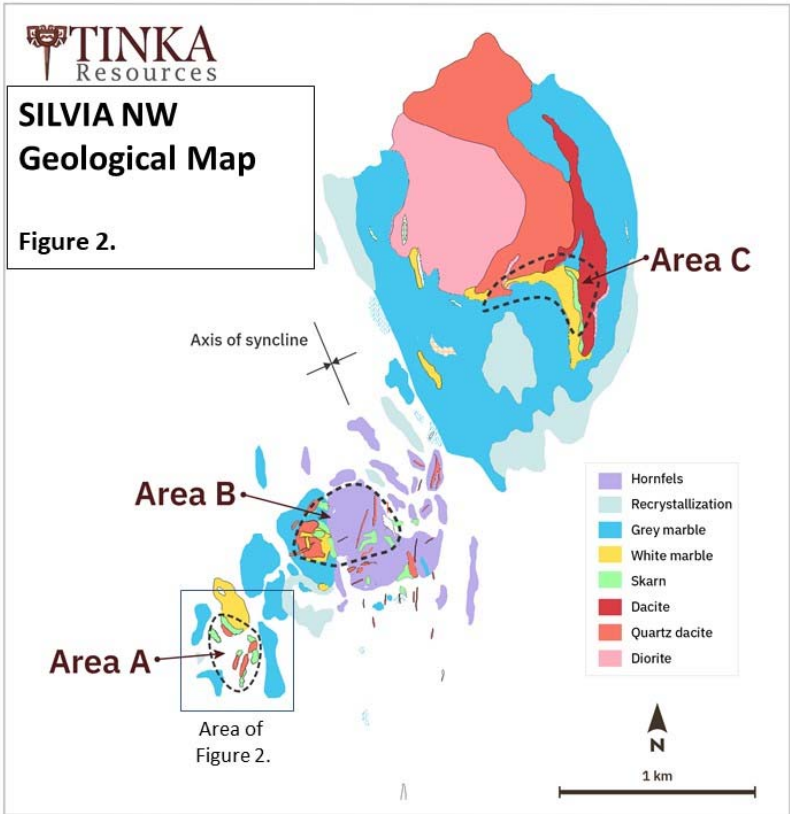 TINKA
Resources
SILVIA NW
Geological Map
Figure 2.
Area C
Axis of syncline
Area B
Hornfels
Recrystallization
Grey marble
White marble
Skarn
Dacite
Quartz dacite
Diorite
Area A
Area of
Figure 2.
N
1 km